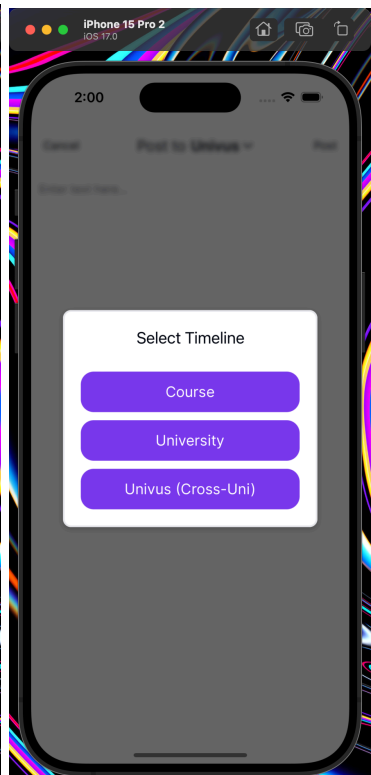 iPhone 15 Pro 2
iOS 17.0
2:00
Cancel Post to Univus Post
Enter text here...
Select Timeline
Course
University
Univus (Cross-Uni)